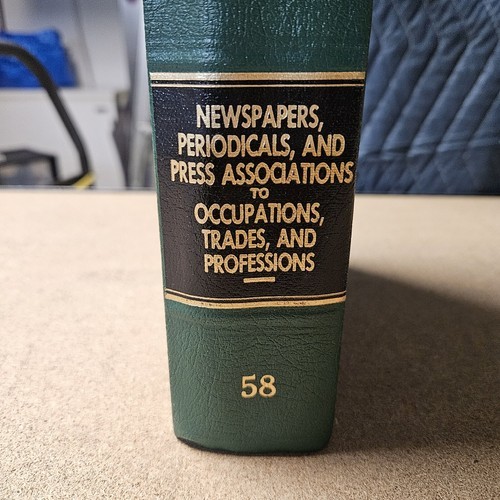 NEWSPAPERS,
PERIODICALS, AND
PRESS ASSOCIATIONS
TO
OCCUPATIONS,
TRADES, AND
PROFESSIONS
58